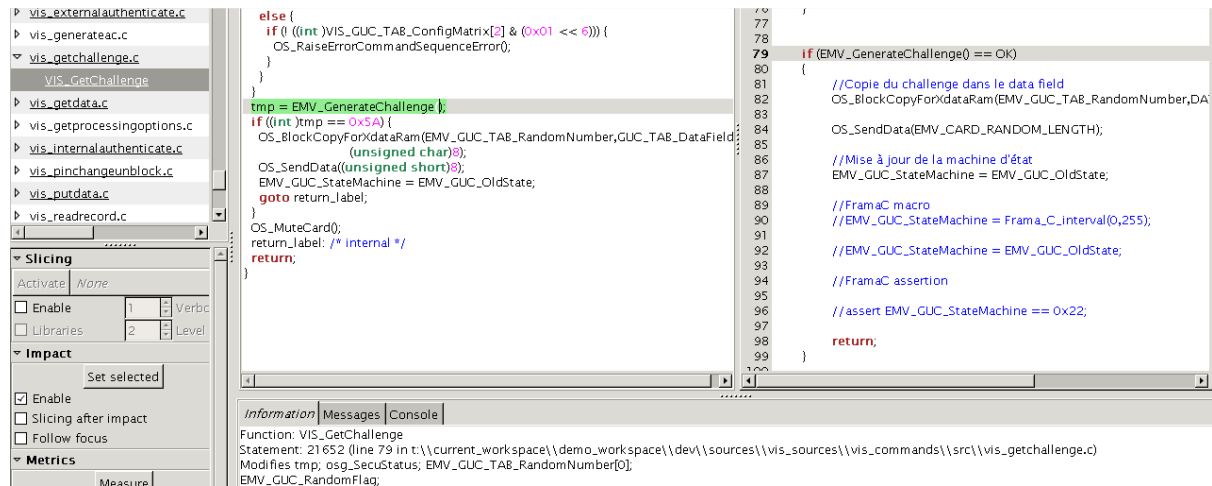 vis_externalauthenticate.c
vis_generateac.c
vis_getchallenge.c
VIS_GetChallenge
vis_getdata.c
vis_getprocessingoptions.c
vis_internalauthenticate.c
vis_pinchangeunblock.c
vis_putdata.c
vis_readrecord.c
Slicing
Activate None
Enable 1 Verbo
Libraries 2 Level
Impact
Set selected
Enable
Slicing after impact
Follow focus
Metrics
Measure
else {
if (! ((int )VIS_GUC_TAB_ConfigMatrix[2] & (0x01 << 6))) {
OS_RaiseErrorCommandSequenceError();
}
}
}
tmp = EMV_GenerateChallenge ();
if ((int )tmp == 0x5A) {
OS_BlockCopyForXdataRam(EMV_GUC_TAB_RandomNumber,GUC_TAB_DataField
(unsigned char)8);
OS_SendData((unsigned short)8);
EMV_GUC_StateMachine = EMV_GUC_OldState;
goto return_label;
}
OS_MuteCard();
return_label: /* internal */
return;
}
76 }
77
78
79 if (EMV_GenerateChallenge() == OK)
80 {
81 //Copie du challenge dans le data field
82 OS_BlockCopyForXdataRam(EMV_GUC_TAB_RandomNumber,DA
83
84 OS_SendData(EMV_CARD_RANDOM_LENGTH);
85
86 //Mise à jour de la machine d'état
87 EMV_GUC_StateMachine = EMV_GUC_OldState;
88
89 //FramaC macro
90 //EMV_GUC_StateMachine = Frama_C_interval(0,255);
91
92 //EMV_GUC_StateMachine = EMV_GUC_OldState;
93
94 //FramaC assertion
95
96 //assert EMV_GUC_StateMachine == 0x22;
97
98 return;
99 }
100
Information Messages Console
Function: VIS_GetChallenge
Statement: 21652 (line 79 in t:\\current_workspace\\demo_workspace\\dev\\sources\\vis_sources\\vis_commands\\src\\vis_getchallenge.c)
Modifies tmp; osg_SecuStatus; EMV_GUC_TAB_RandomNumber[0];
EMV_GUC_RandomFlag;